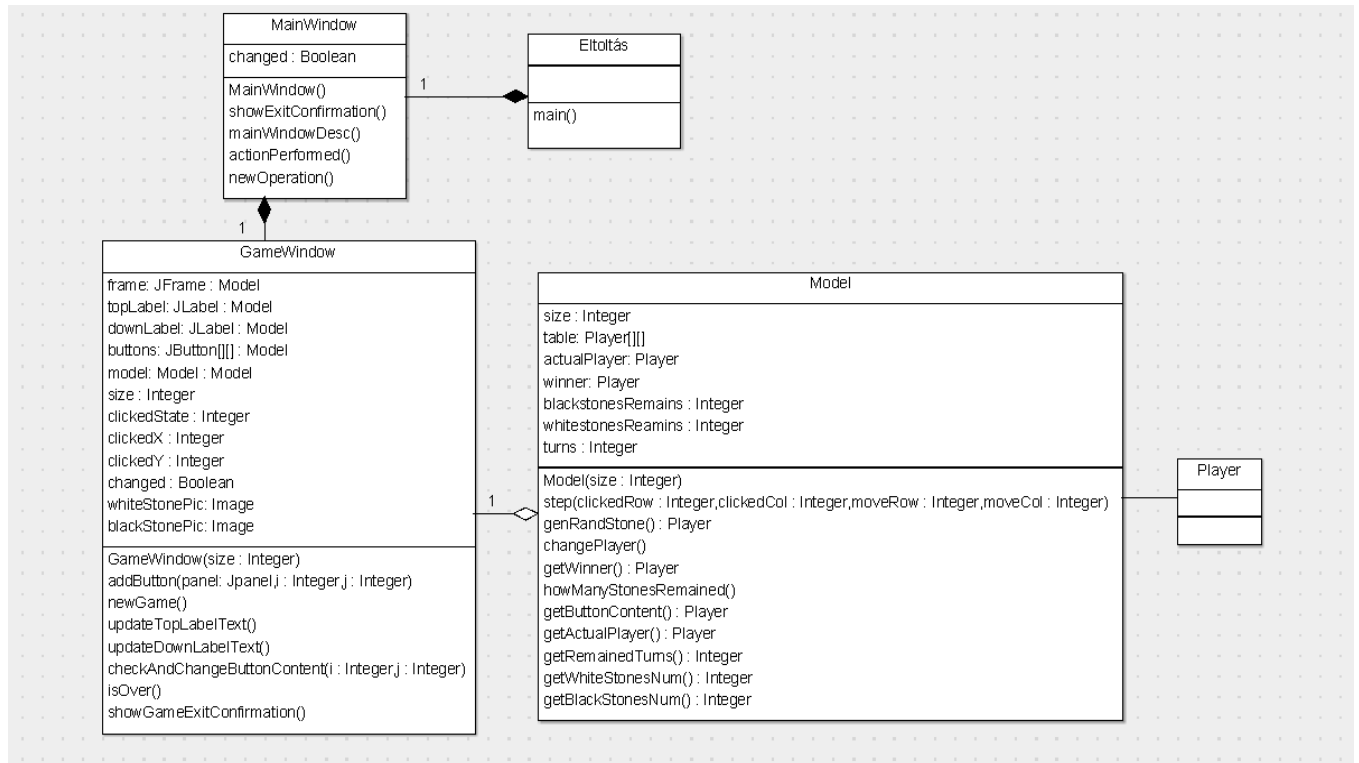 MainWindow
changed : Boolean
MainWindow()
showExitConfirmation()
mainWindowDesc()
actionPerformed()
newOperation()
1
Eltoltás
main()
1
GameWindow
frame: JFrame : Model
topLabel: JLabel : Model
downLabel: JLabel : Model
buttons: JButton[][] : Model
model: Model : Model
size : Integer
clickedState : Integer
clickedX : Integer
clickedY : Integer
changed : Boolean
whiteStonePic: Image
blackStonePic: Image
GameWindow(size : Integer)
addButton(panel: Jpanel,i : Integer,j : Integer)
newGame()
updateTopLabelText()
updateDownLabelText()
checkAndChangeButtonContent(i : Integer,j : Integer)
isOver()
showGameExitConfirmation()
1
Model
size : Integer
table: Player[][]
actualPlayer: Player
winner: Player
blackstonesRemains : Integer
whitestonesReamins : Integer
turns : Integer
Model(size : Integer)
step(clickedRow : Integer,clickedCol : Integer,moveRow : Integer,moveCol : Integer)
genRandStone() : Player
changePlayer()
getWinner() : Player
howManyStonesRemained()
getButtonContent() : Player
getActualPlayer() : Player
getRemainedTurns() : Integer
getWhiteStonesNum() : Integer
getBlackStonesNum() : Integer
Player